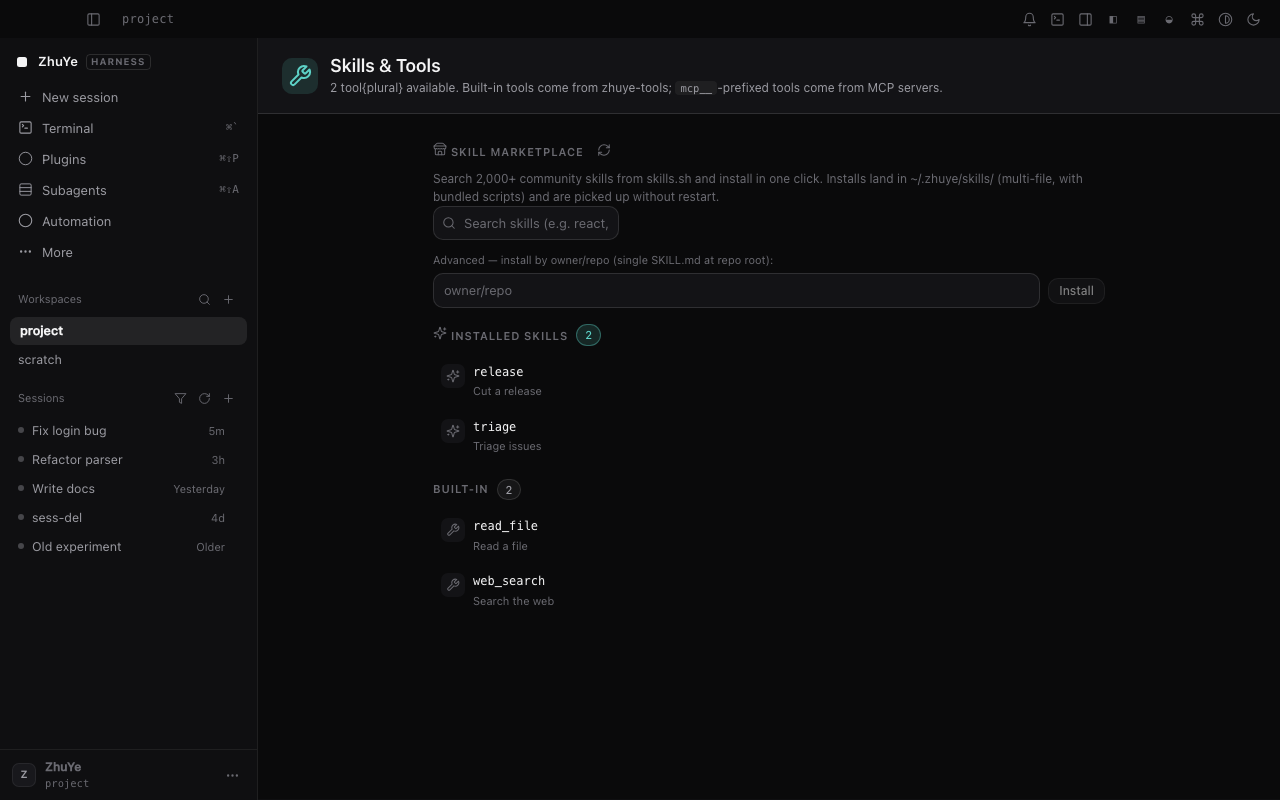 project
ZhuYe HARNESS
New session
Terminal ⌘`
Plugins ⌘⇧P
Subagents ⌘⇧A
Automation
More
Workspaces
project
scratch
Sessions
Fix login bug 5m
Refactor parser 3h
Write docs Yesterday
sess-del 4d
Old experiment Older
Z
ZhuYe
project
Skills & Tools
2 tool{plural} available. Built-in tools come from zhuye-tools; mcp__-prefixed tools come from MCP servers.
SKILL MARKETPLACE
Search 2,000+ community skills from skills.sh and install in one click. Installs land in ~/.zhuye/skills/ (multi-file, with
bundled scripts) and are picked up without restart.
Search skills (e.g. react,
Advanced — install by owner/repo (single SKILL.md at repo root):
owner/repo
Install
INSTALLED SKILLS 2
release
Cut a release
triage
Triage issues
BUILT-IN 2
read_file
Read a file
web_search
Search the web